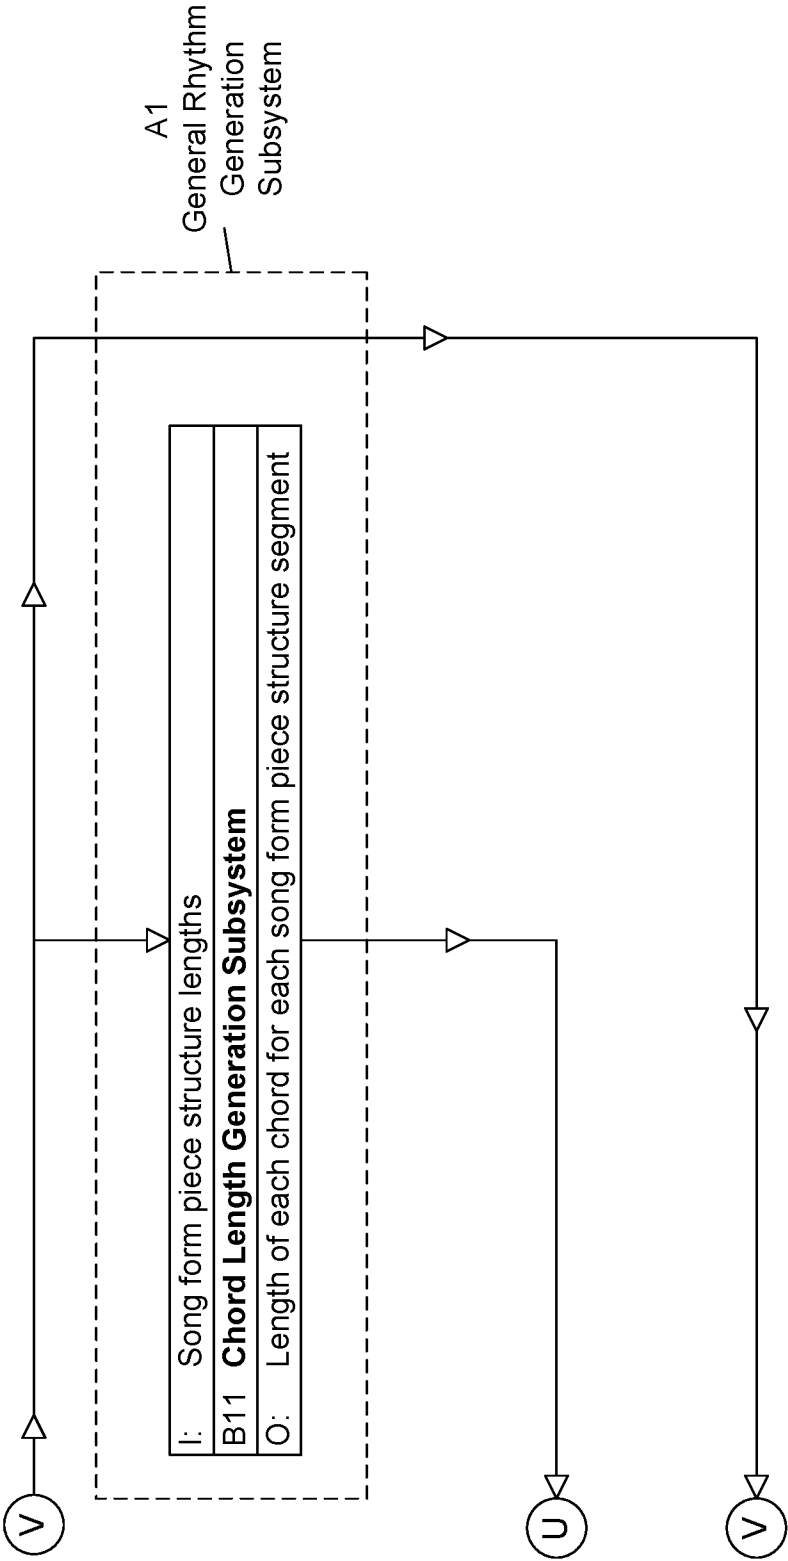 A1
General Rhythm
Generation
Subsystem
V
I: Song form piece structure lengths
B11 Chord Length Generation Subsystem
O: Length of each chord for each song form piece structure segment
U
V